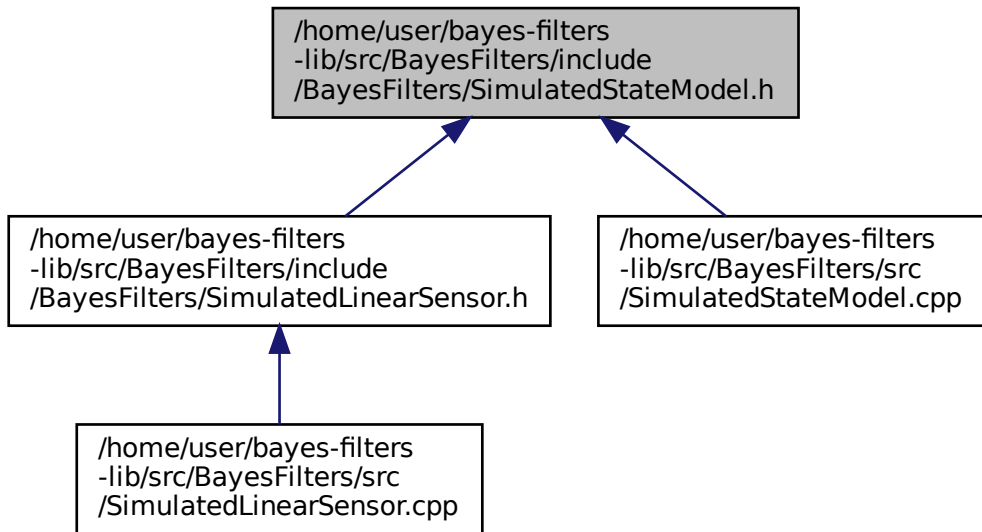 /home/user/bayes-filters
-lib/src/BayesFilters/include
/BayesFilters/SimulatedStateModel.h
/home/user/bayes-filters
-lib/src/BayesFilters/include
/BayesFilters/SimulatedLinearSensor.h
/home/user/bayes-filters
-lib/src/BayesFilters/src
/SimulatedStateModel.cpp
/home/user/bayes-filters
-lib/src/BayesFilters/src
/SimulatedLinearSensor.cpp